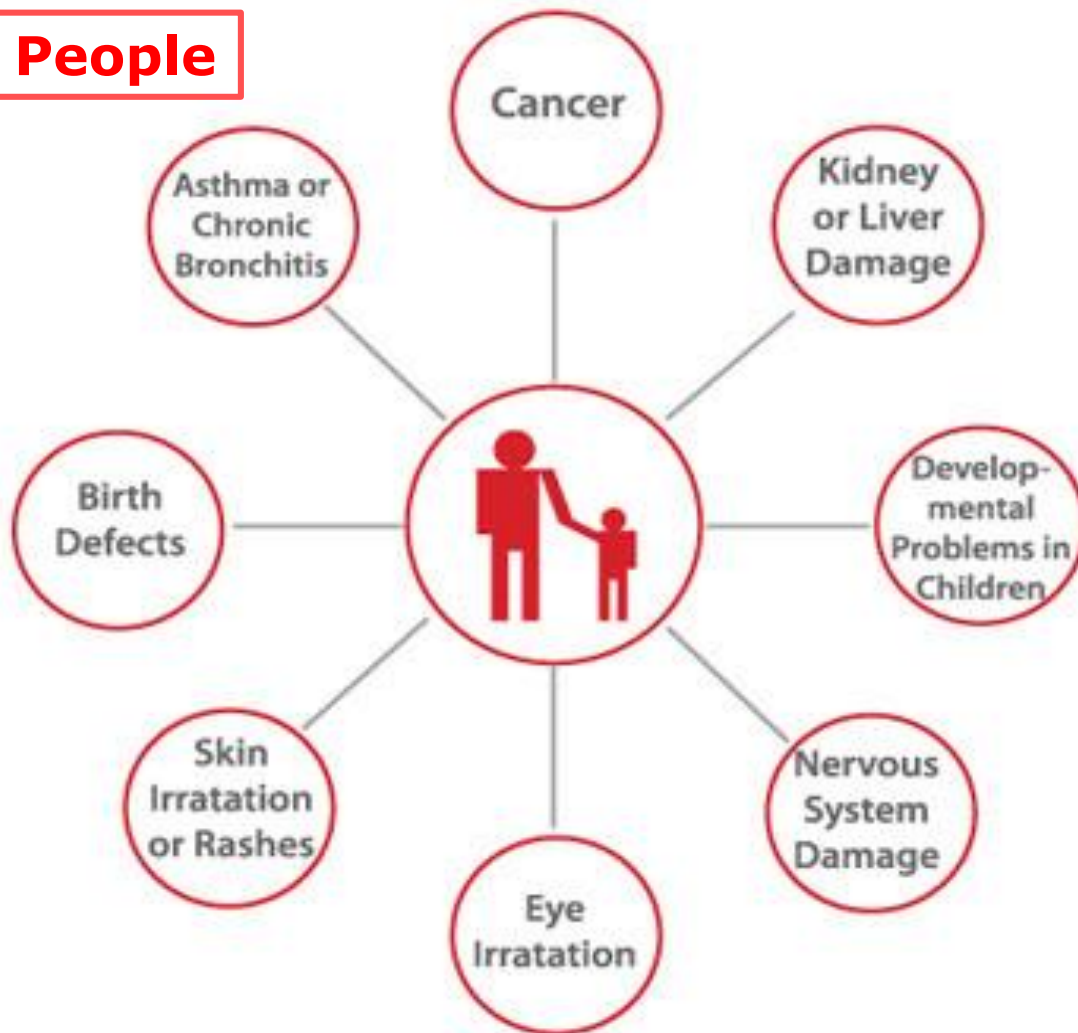 People
Cancer
Kidney
or Liver
Damage
Develop-
mental
Problems in
Children
Nervous
System
Damage
Eye
Irratation
Skin
Irratation
or Rashes
Birth
Defects
Asthma or
Chronic
Bronchitis